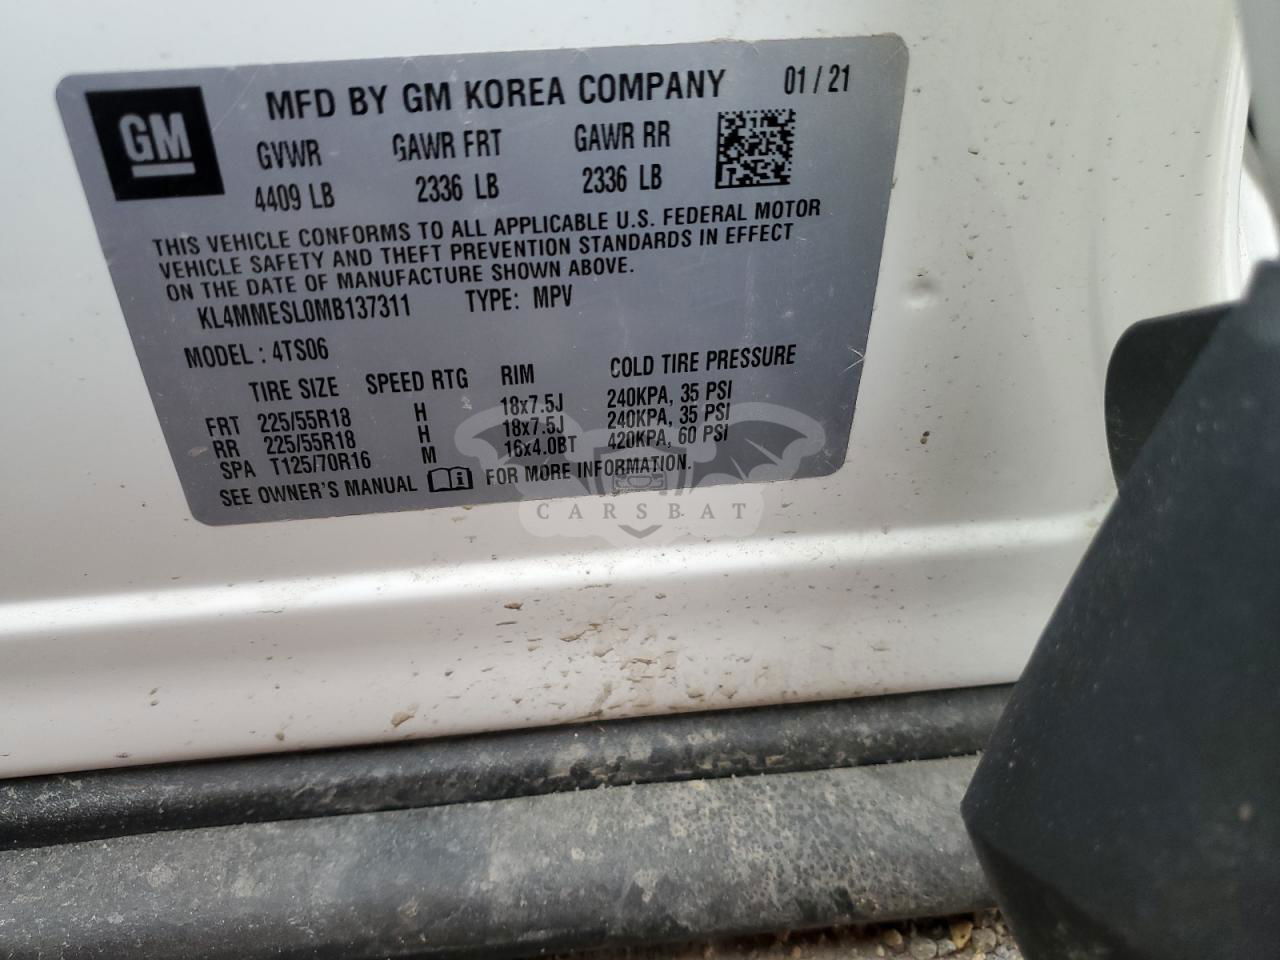 GM
MFD BY GM KOREA COMPANY 01 / 21
GVWR GAWR FRT GAWR RR
4409 LB 2336 LB 2336 LB
THIS VEHICLE CONFORMS TO ALL APPLICABLE U.S. FEDERAL MOTOR
VEHICLE SAFETY AND THEFT PREVENTION STANDARDS IN EFFECT
ON THE DATE OF MANUFACTURE SHOWN ABOVE.
KL4MMESL0MB137311 TYPE: MPV
MODEL : 4TS06
TIRE SIZE SPEED RTG RIM COLD TIRE PRESSURE
FRT 225/55R18 H 18x7.5J 240KPA, 35 PSI
RR 225/55R18 H 18x7.5J 240KPA, 35 PSI
SPA T125/70R16 M 16x4.0BT 420KPA, 60 PSI
SEE OWNER'S MANUAL i FOR MORE INFORMATION.
CARSBAT